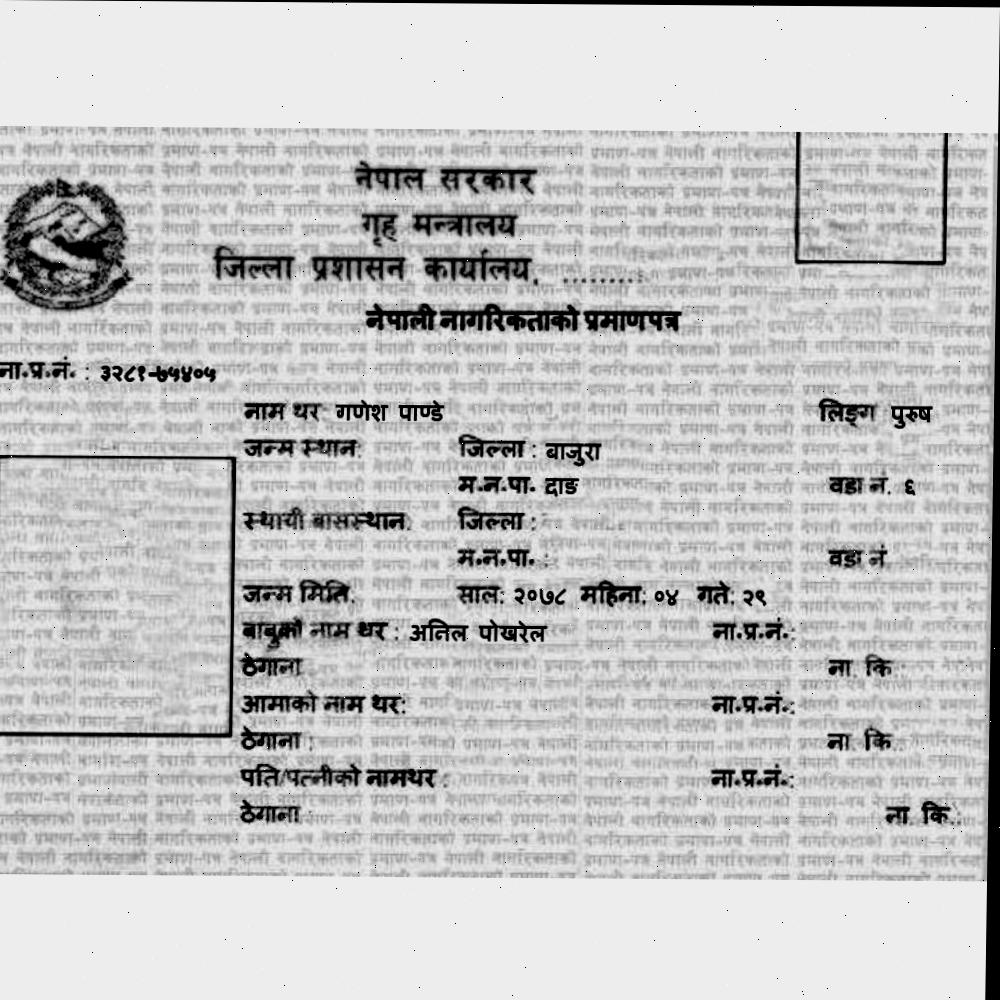 नेपाल सरकार
गृह मन्त्रालय
जिल्ला प्रशासन कार्यालय, .........
नेपाली नागरिकताको प्रमाणपत्र
ना.प्र.नं. : ३२८१-७५४०५
नाम थर: गणेश पाण्डे लिङ्ग पुरुष
जन्म स्थान: जिल्ला : बाजुरा
म.न.पा. दाङ वडा नं. ६
स्थायी बासस्थान: जिल्ला :
म.न.पा. : वडा नं
जन्म मिति: साल: २०७८ महिना: ०४ गते: २९
बाबुको नाम थर : अनिल पोखरेल ना.प्र.नं.:
ठेगाना ना. कि.:
आमाको नाम थर: ना.प्र.नं.:
ठेगाना : ना. कि.:
पति/पत्नीको नामथर : ना.प्र.नं.:
ठेगाना : ना. कि.: